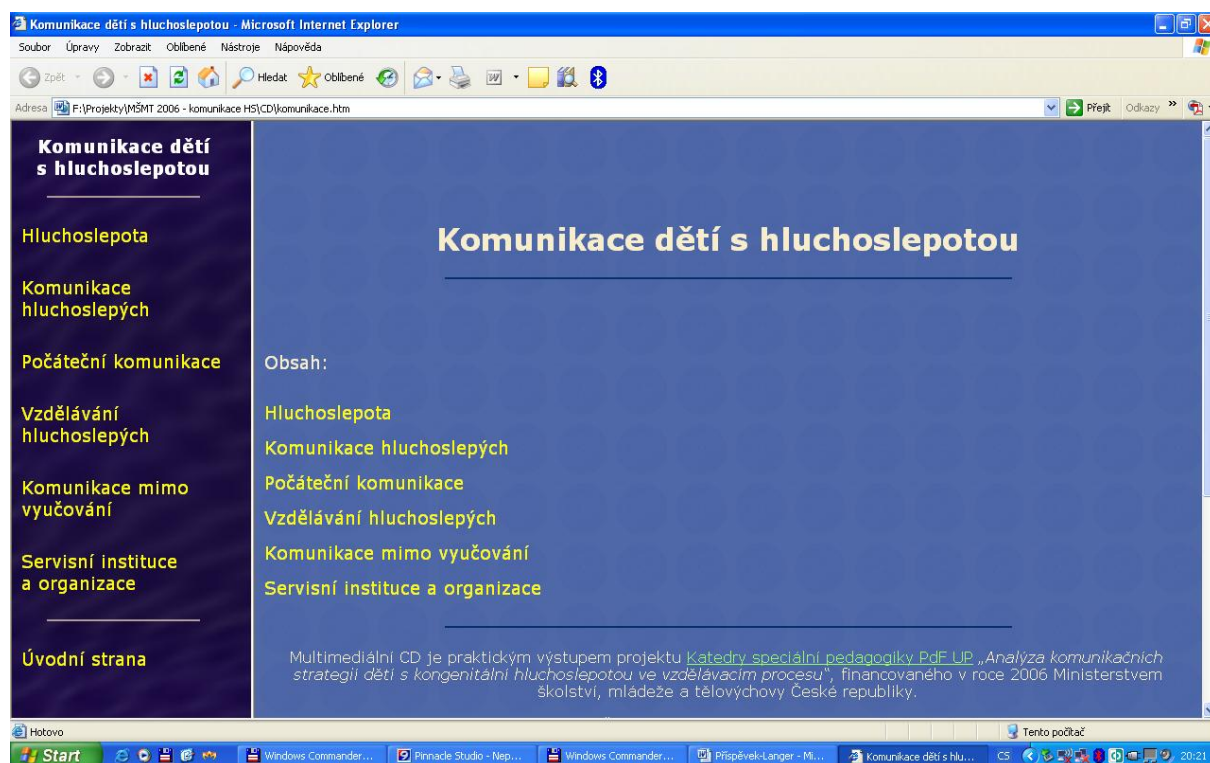 Komunikace dětí s hluchoslepotou - Microsoft Internet Explorer
Soubor Úpravy Zobrazit Oblíbené Nástroje Nápověda
Zpět Hledat Oblíbené
Adresa F:\Projekty\MŠMT 2006 - komunikace HS\CD\komunikace.htm Přejít Odkazy »
Komunikace dětí
s hluchoslepotou
Hluchoslepota
Komunikace
hluchoslepých
Počáteční komunikace
Vzdělávání
hluchoslepých
Komunikace mimo
vyučování
Servisní instituce
a organizace
Úvodní strana
Komunikace dětí s hluchoslepotou
Obsah:
Hluchoslepota
Komunikace hluchoslepých
Počáteční komunikace
Vzdělávání hluchoslepých
Komunikace mimo vyučování
Servisní instituce a organizace
Multimediální CD je praktickým výstupem projektu Katedry speciální pedagogiky PdF UP „Analýza komunikačních
strategií dětí s kongenitální hluchoslepotou ve vzdělávacím procesu“, financovaného v roce 2006 Ministerstvem
školství, mládeže a tělovýchovy České republiky.
Hotovo Tento počítač
Start Windows Commander... Pinnacle Studio - Nep... Windows Commander... Příspěvek-Langer - Mi... Komunikace dětí s hlu... CS 20:21